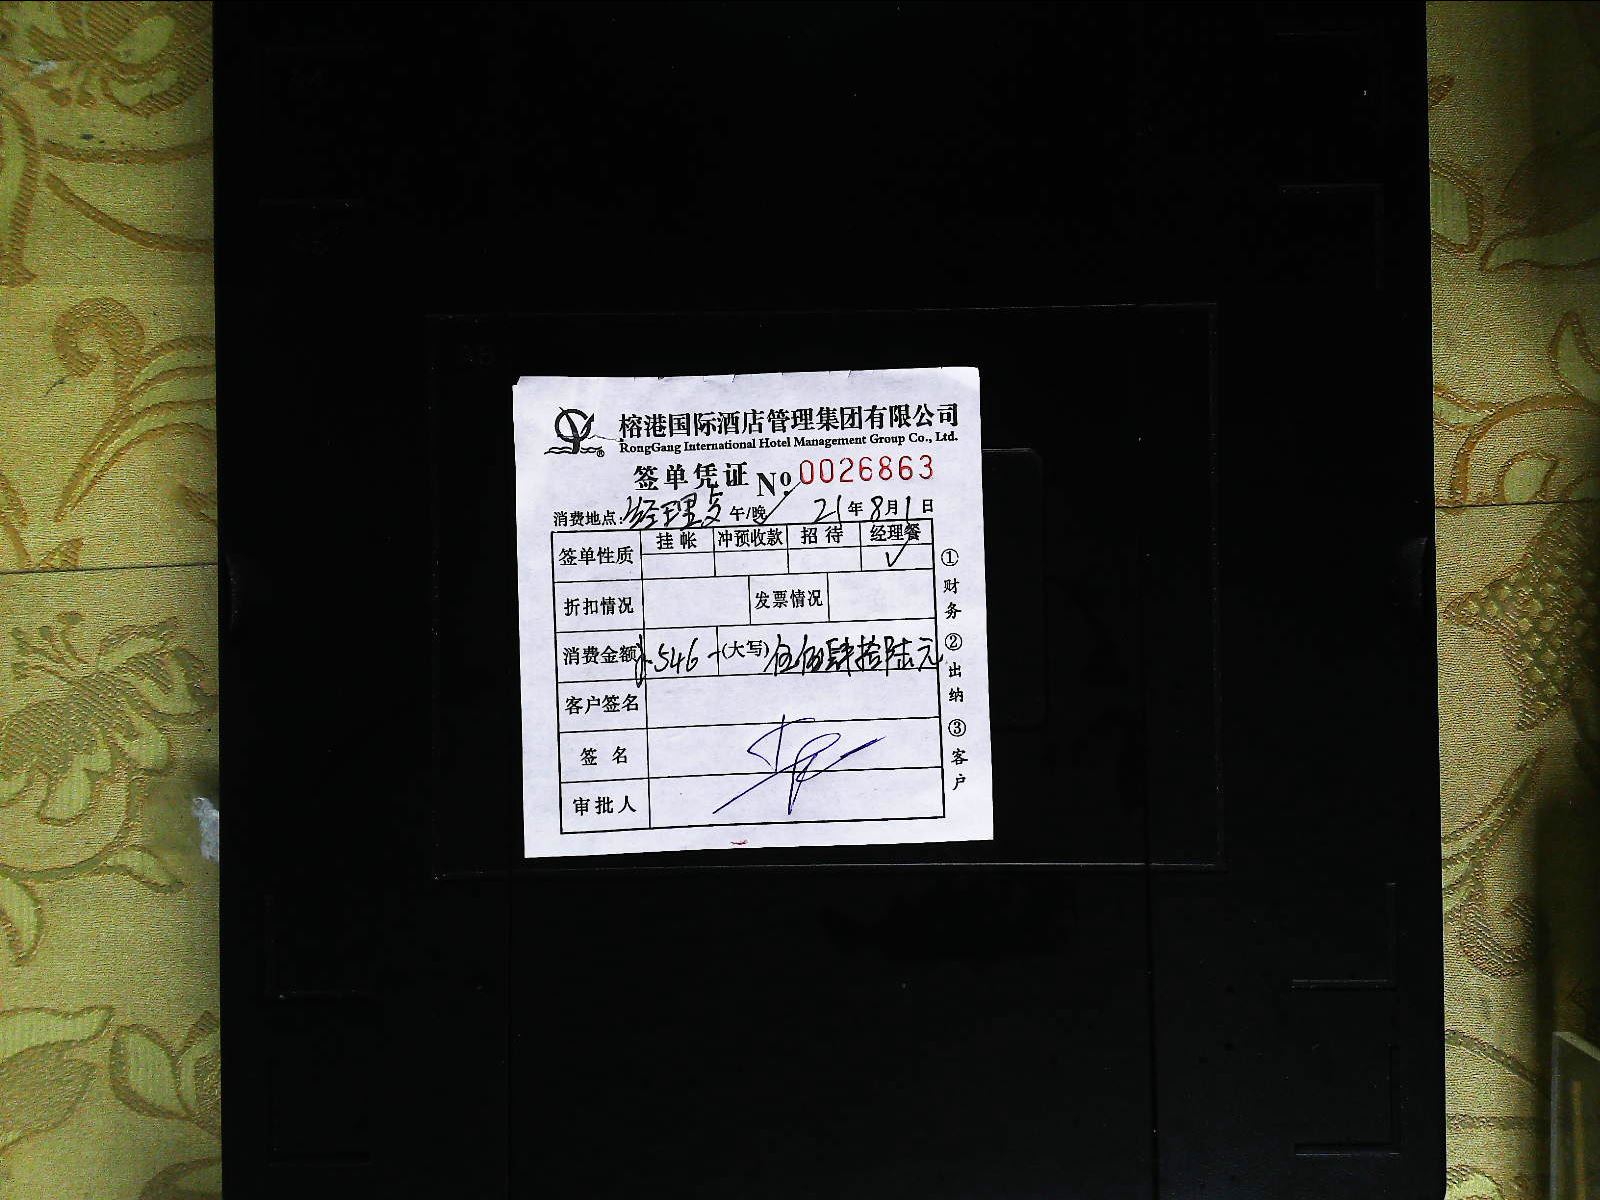 榕港国际酒店管理集团有限公司
RongGang International Hotel Management Group Co., Ltd.
签单凭证 No. 0026863
消费地点: 经理 午/晚 21年8月1日
签单性质 挂帐 冲预收款 招待 经理餐
✓
折扣情况 发票情况
消费金额 ¥546- (大写) 伍佰肆拾陆元
客户签名
签名
审批人
①财务 ②出纳 ③客户